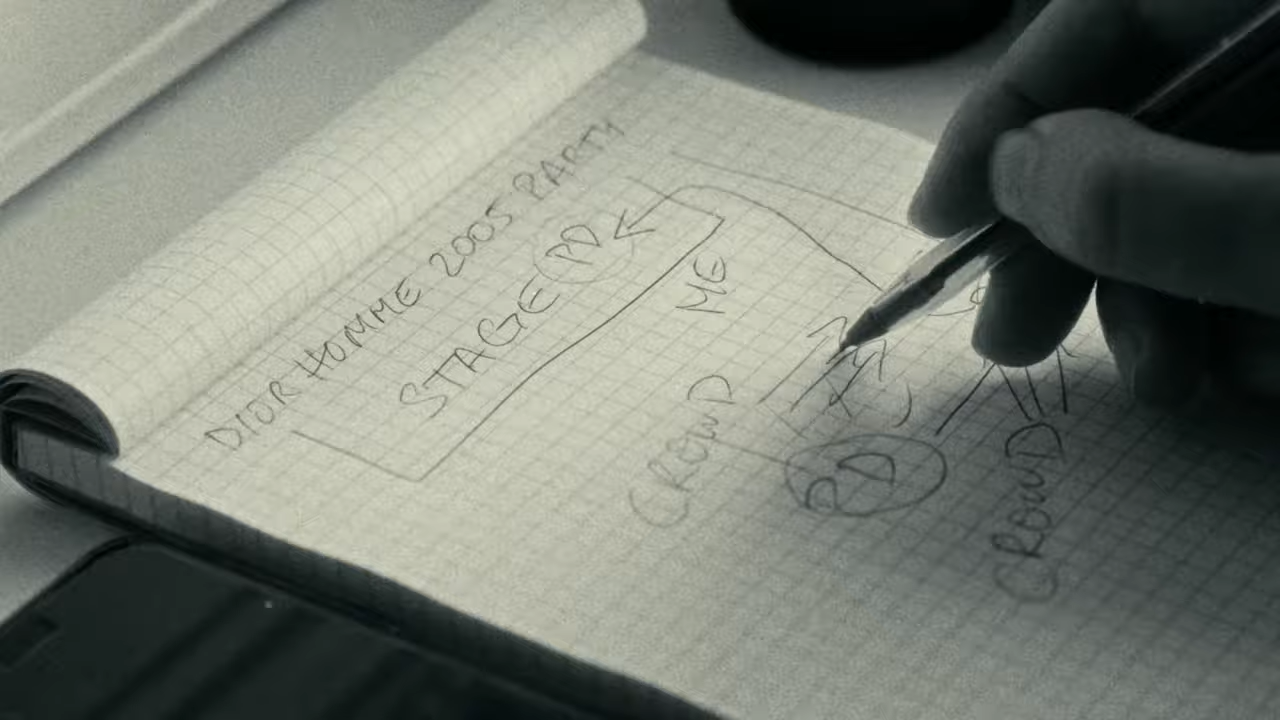 DIOR HOMME 2005 PARTY
STAGE PD
ME
CROWD
PD
CROWD